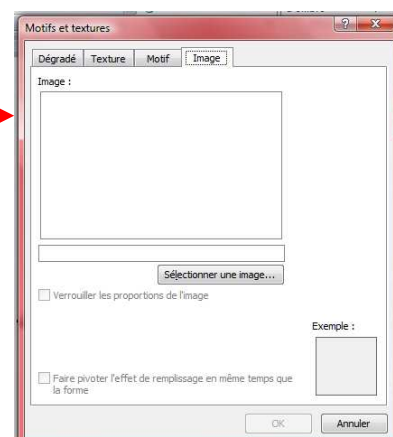 Motifs et textures
Dégradé Texture Motif Image
Image :
Sélectionner une image...
Verrouiller les proportions de l'image
Exemple :
Faire pivoter l'effet de remplissage en même temps que
la forme
OK Annuler